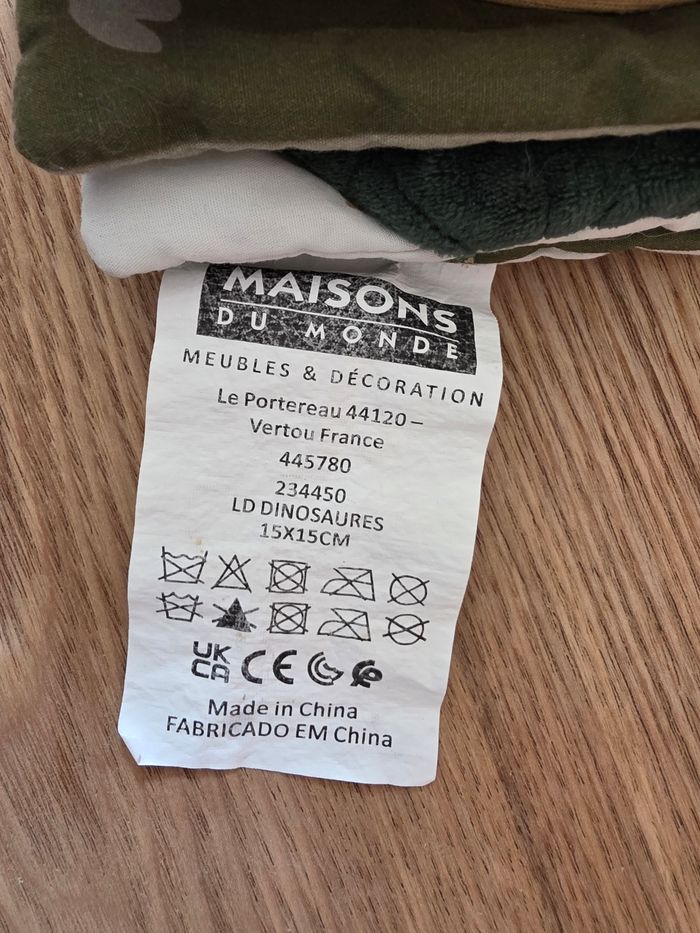 MAISONS
DU MONDE
MEUBLES & DÉCORATION
Le Portereau 44120 –
Vertou France
445780
234450
LD DINOSAURES
15X15CM
UK
CA CE
Made in China
FABRICADO EM China